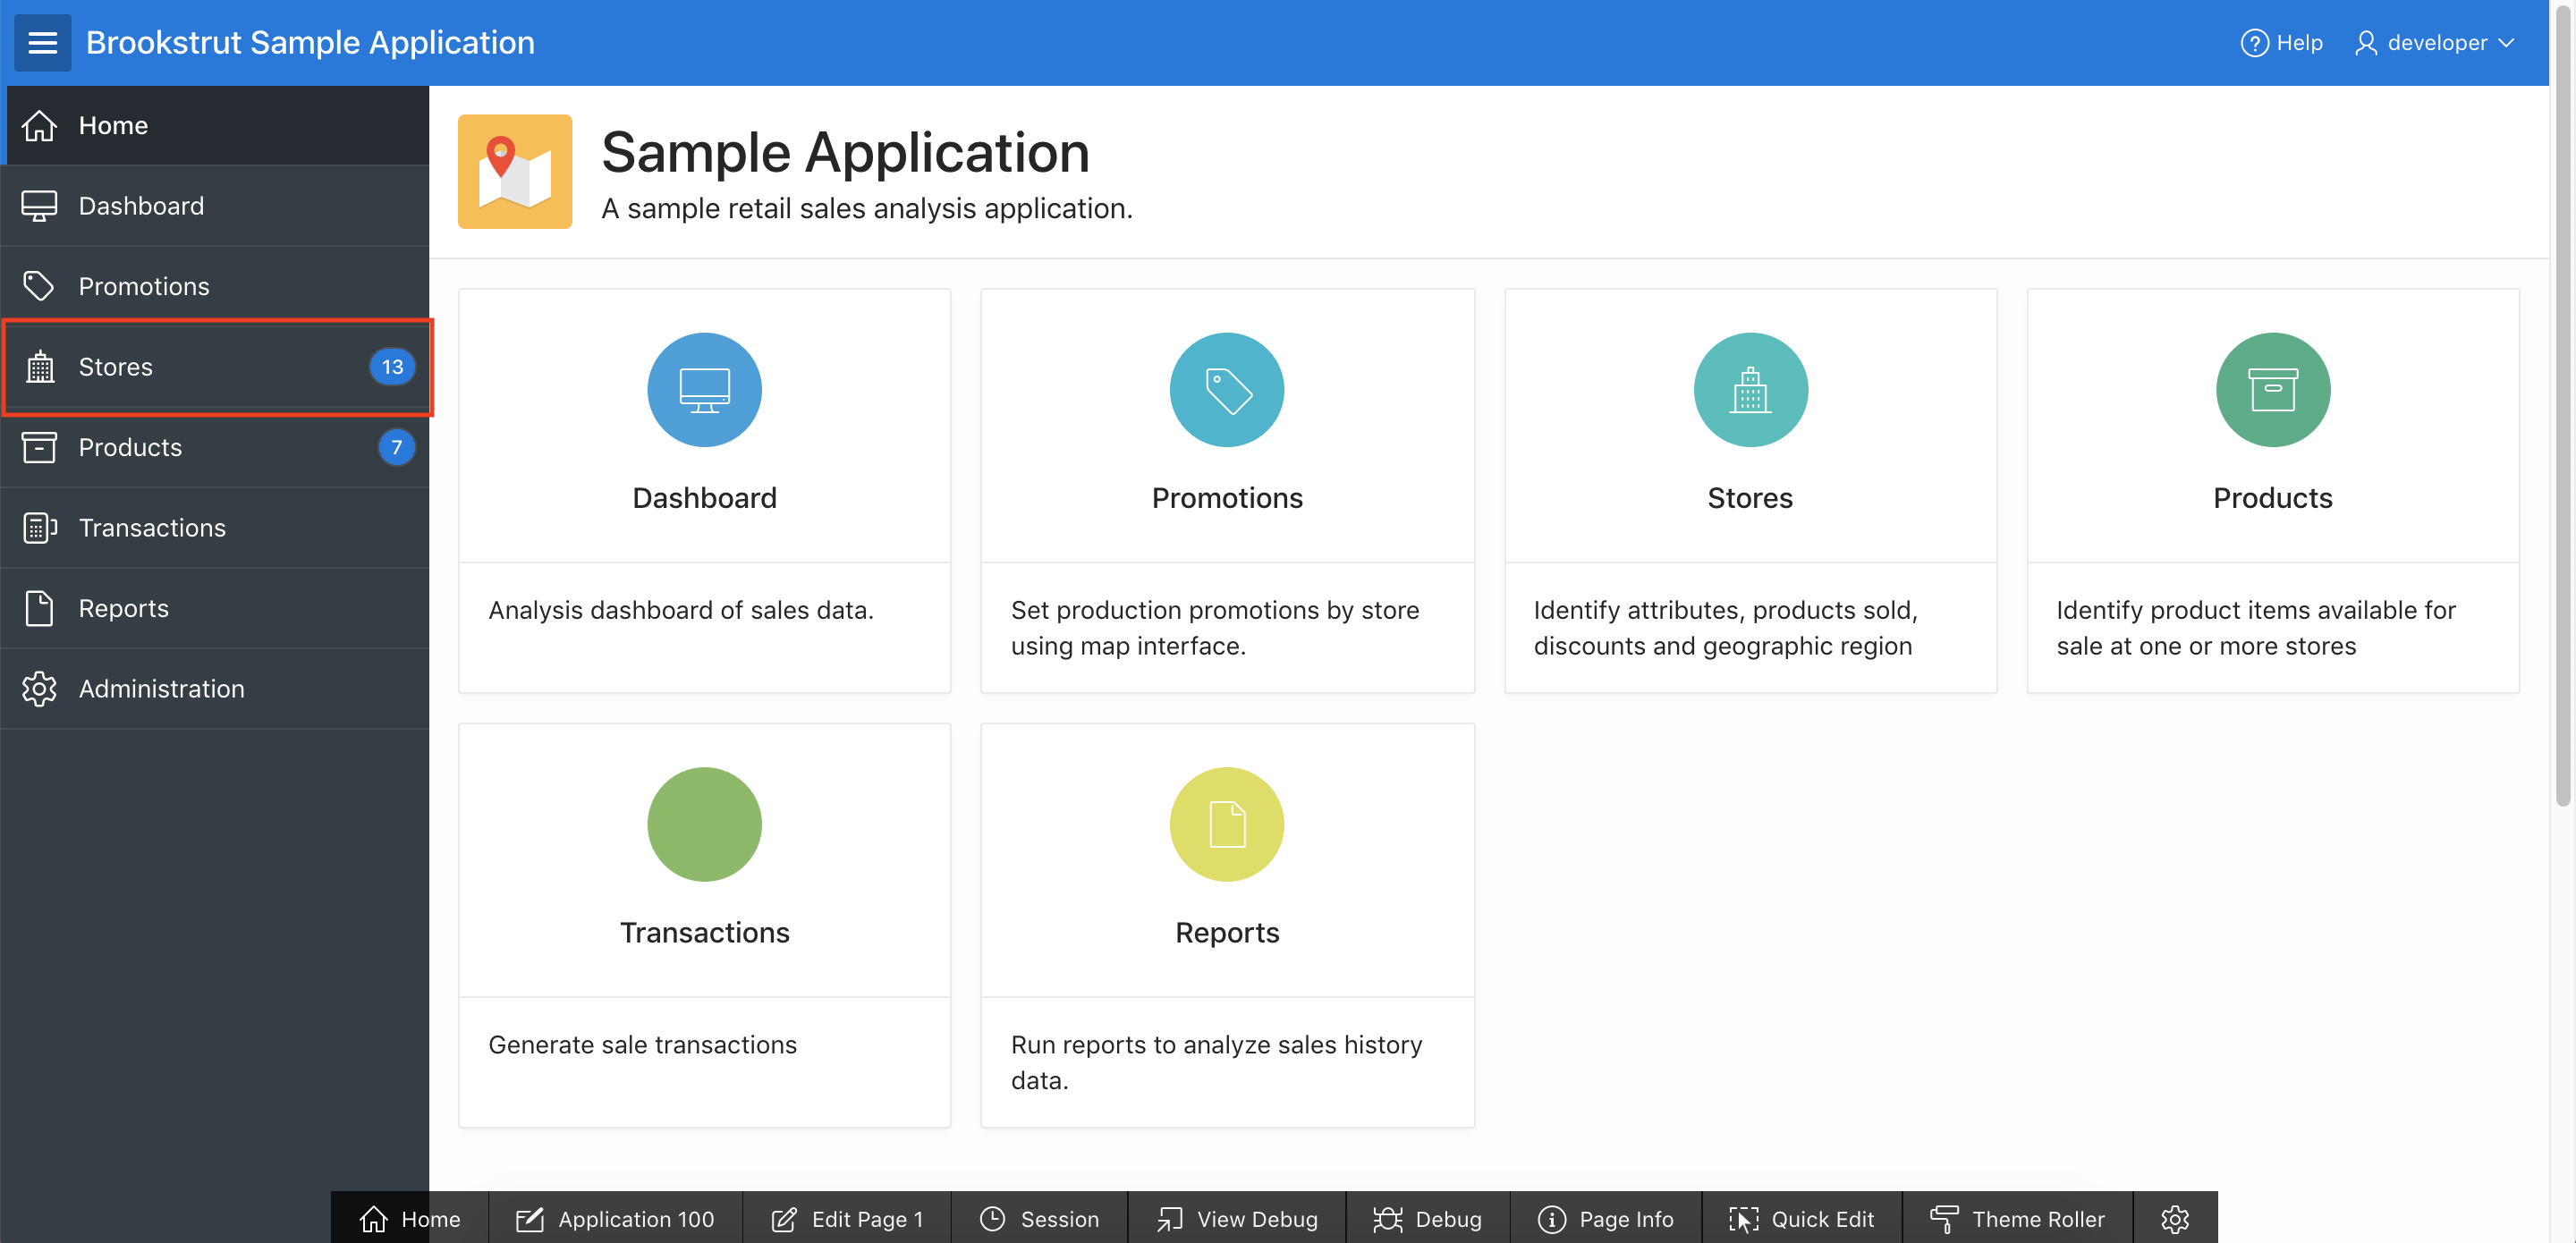 Brookstrut Sample Application
Help
developer
Home
Dashboard
Promotions
Stores 13
Products 7
Transactions
Reports
Administration
Sample Application
A sample retail sales analysis application.
Dashboard
Analysis dashboard of sales data.
Promotions
Set production promotions by store
using map interface.
Stores
Identify attributes, products sold,
discounts and geographic region
Products
Identify product items available for
sale at one or more stores
Transactions
Generate sale transactions
Reports
Run reports to analyze sales history
data.
Home
Application 100
Edit Page 1
Session
View Debug
Debug
Page Info
Quick Edit
Theme Roller